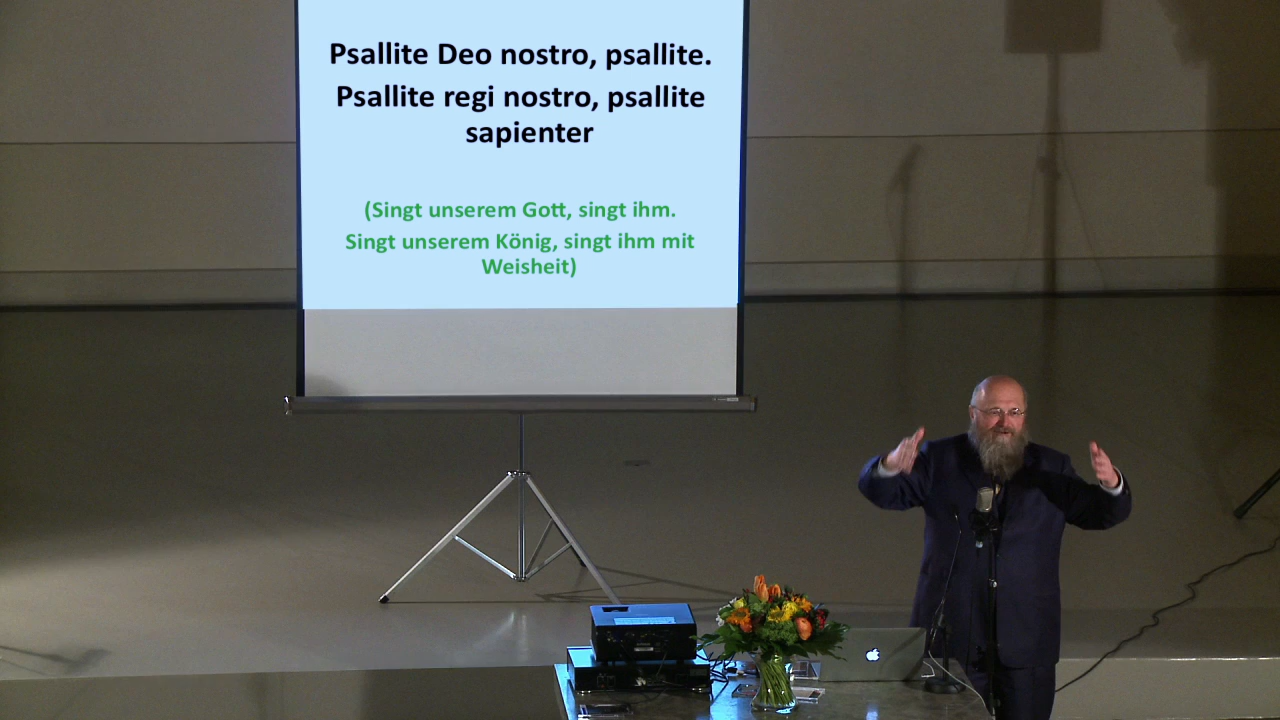 Psallite Deo nostro, psallite.
Psallite regi nostro, psallite
sapienter
(Singt unserem Gott, singt ihm.
Singt unserem König, singt ihm mit
Weisheit)